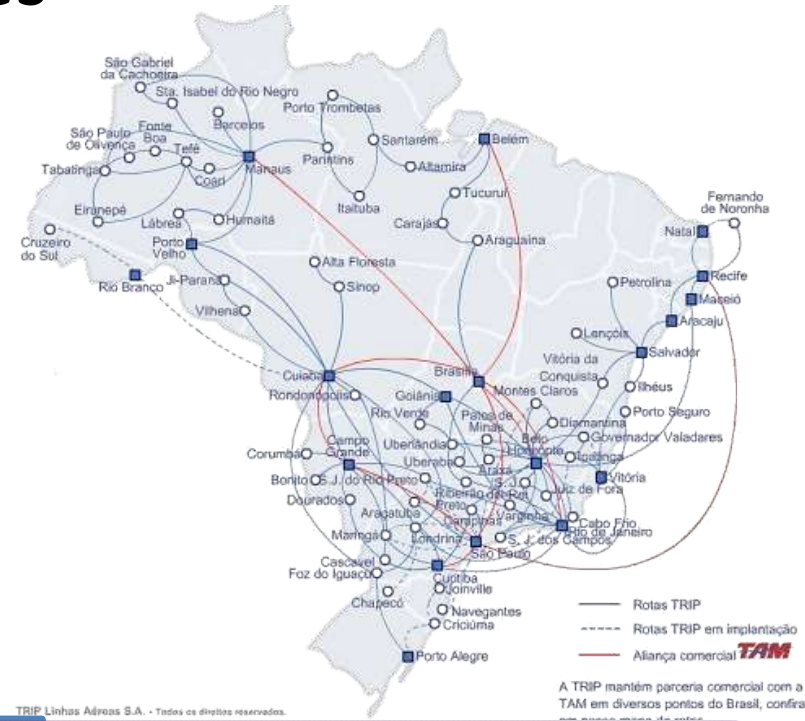 São Gabriel
da Cachoeira
Sta. Isabel do Rio Negro
Porto Trombetas
Barcelos
Fonte
Boa
São Paulo
de Olivença
Tefé
Manaus
Parintins
Santarém
Belém
Tabatinga
Coari
Altamira
Itaituba
Tucuruí
Eirunepé
Lábrea
Humaitá
Carajás
Araguaina
Fernando
de Noronha
Natal
Cruzeiro
do Sul
Porto
Velho
Alta Floresta
Recife
Rio Branco
Ji-Paraná
Sinop
Petrolina
Maceió
Vilhena
Aracaju
Lençóis
Salvador
Cuiabá
Brasília
Vitória da
Conquista
Rondonópolis
Goiânia
Montes Claros
Ilhéus
Rio Verde
Patos de
Minas
Porto Seguro
Diamantina
Uberlândia
Belo
Horizonte
Governador Valadares
Corumbá
Campo
Grande
Uberaba
Araxá
Ipatinga
Bonito
S.J. do Rio Preto
S. J.
del Rei
Vitória
Dourados
Ribeirão
Preto
Juiz de Fora
Araçatuba
Varginha
Campinas
Cabo Frio
Rio de Janeiro
Maringá
Londrina
São Paulo
S. J. dos Campos
Cascavel
Foz do Iguaçu
Curitiba
Joinville
Chapecó
Navegantes
Criciúma
Porto Alegre
Rotas TRIP
Rotas TRIP em implantação
Aliança comercial TAM
A TRIP mantém parceria comercial com a
TAM em diversos pontos do Brasil, confira
TRIP Linhas Aéreas S.A. - Todos os direitos reservados.